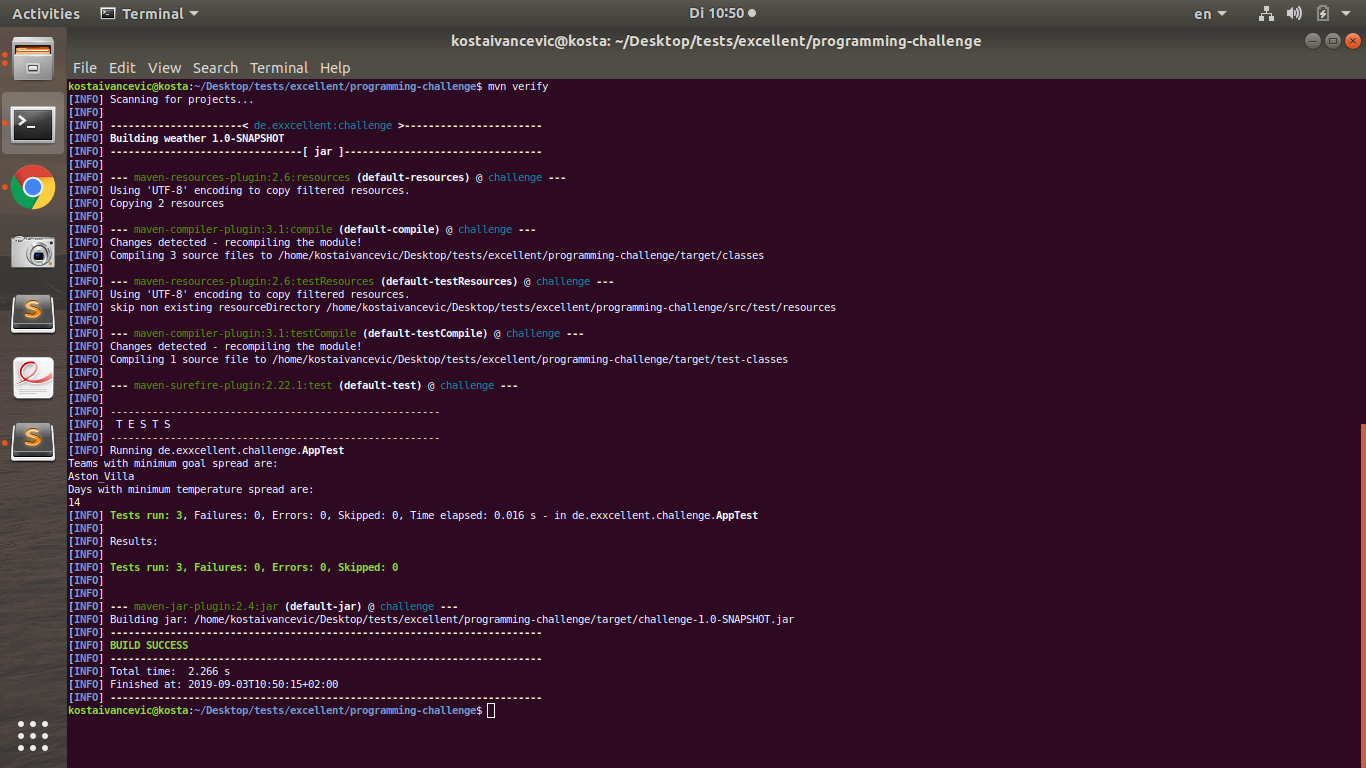 Activities Terminal Di 10:50 en
kostaivancevic@kosta: ~/Desktop/tests/excellent/programming-challenge
File Edit View Search Terminal Help
kostaivancevic@kosta:~/Desktop/tests/excellent/programming-challenge$ mvn verify
[INFO] Scanning for projects...
[INFO]
[INFO] ----------------------< de.exxcellent:challenge >-----------------------
[INFO] Building weather 1.0-SNAPSHOT
[INFO] --------------------------------[ jar ]---------------------------------
[INFO]
[INFO] --- maven-resources-plugin:2.6:resources (default-resources) @ challenge ---
[INFO] Using 'UTF-8' encoding to copy filtered resources.
[INFO] Copying 2 resources
[INFO]
[INFO] --- maven-compiler-plugin:3.1:compile (default-compile) @ challenge ---
[INFO] Changes detected - recompiling the module!
[INFO] Compiling 3 source files to /home/kostaivancevic/Desktop/tests/excellent/programming-challenge/target/classes
[INFO]
[INFO] --- maven-resources-plugin:2.6:testResources (default-testResources) @ challenge ---
[INFO] Using 'UTF-8' encoding to copy filtered resources.
[INFO] skip non existing resourceDirectory /home/kostaivancevic/Desktop/tests/excellent/programming-challenge/src/test/resources
[INFO]
[INFO] --- maven-compiler-plugin:3.1:testCompile (default-testCompile) @ challenge ---
[INFO] Changes detected - recompiling the module!
[INFO] Compiling 1 source file to /home/kostaivancevic/Desktop/tests/excellent/programming-challenge/target/test-classes
[INFO]
[INFO] --- maven-surefire-plugin:2.22.1:test (default-test) @ challenge ---
[INFO]
[INFO] -------------------------------------------------------
[INFO]  T E S T S
[INFO] -------------------------------------------------------
[INFO] Running de.exxcellent.challenge.AppTest
Teams with minimum goal spread are:
Aston_Villa
Days with minimum temperature spread are:
14
[INFO] Tests run: 3, Failures: 0, Errors: 0, Skipped: 0, Time elapsed: 0.016 s - in de.exxcellent.challenge.AppTest
[INFO]
[INFO] Results:
[INFO]
[INFO] Tests run: 3, Failures: 0, Errors: 0, Skipped: 0
[INFO]
[INFO]
[INFO] --- maven-jar-plugin:2.4:jar (default-jar) @ challenge ---
[INFO] Building jar: /home/kostaivancevic/Desktop/tests/excellent/programming-challenge/target/challenge-1.0-SNAPSHOT.jar
[INFO] ------------------------------------------------------------------------
[INFO] BUILD SUCCESS
[INFO] ------------------------------------------------------------------------
[INFO] Total time:  2.266 s
[INFO] Finished at: 2019-09-03T10:50:15+02:00
[INFO] ------------------------------------------------------------------------
kostaivancevic@kosta:~/Desktop/tests/excellent/programming-challenge$